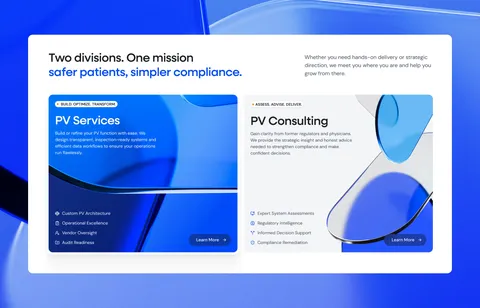 Two divisions. One mission
safer patients, simpler compliance.
Whether you need hands-on delivery or strategic
direction, we meet you where you are and help you
grow from there.
BUILD. OPTIMIZE. TRANSFORM
PV Services
Build or refine your PV function with ease. We
design transparent, inspection-ready systems and
efficient data workflows to ensure your operations
run flawlessly.
Custom PV Architecture
Operational Excellence
Vendor Oversight
Audit Readiness
Learn More
ASSESS. ADVISE. DELIVER.
PV Consulting
Gain clarity from former regulators and physicians.
We provide the strategic insight and honest advice
needed to strengthen compliance and make
confident decisions.
Expert System Assessments
Regulatory Intelligence
Informed Decision Support
Compliance Remediation
Learn More